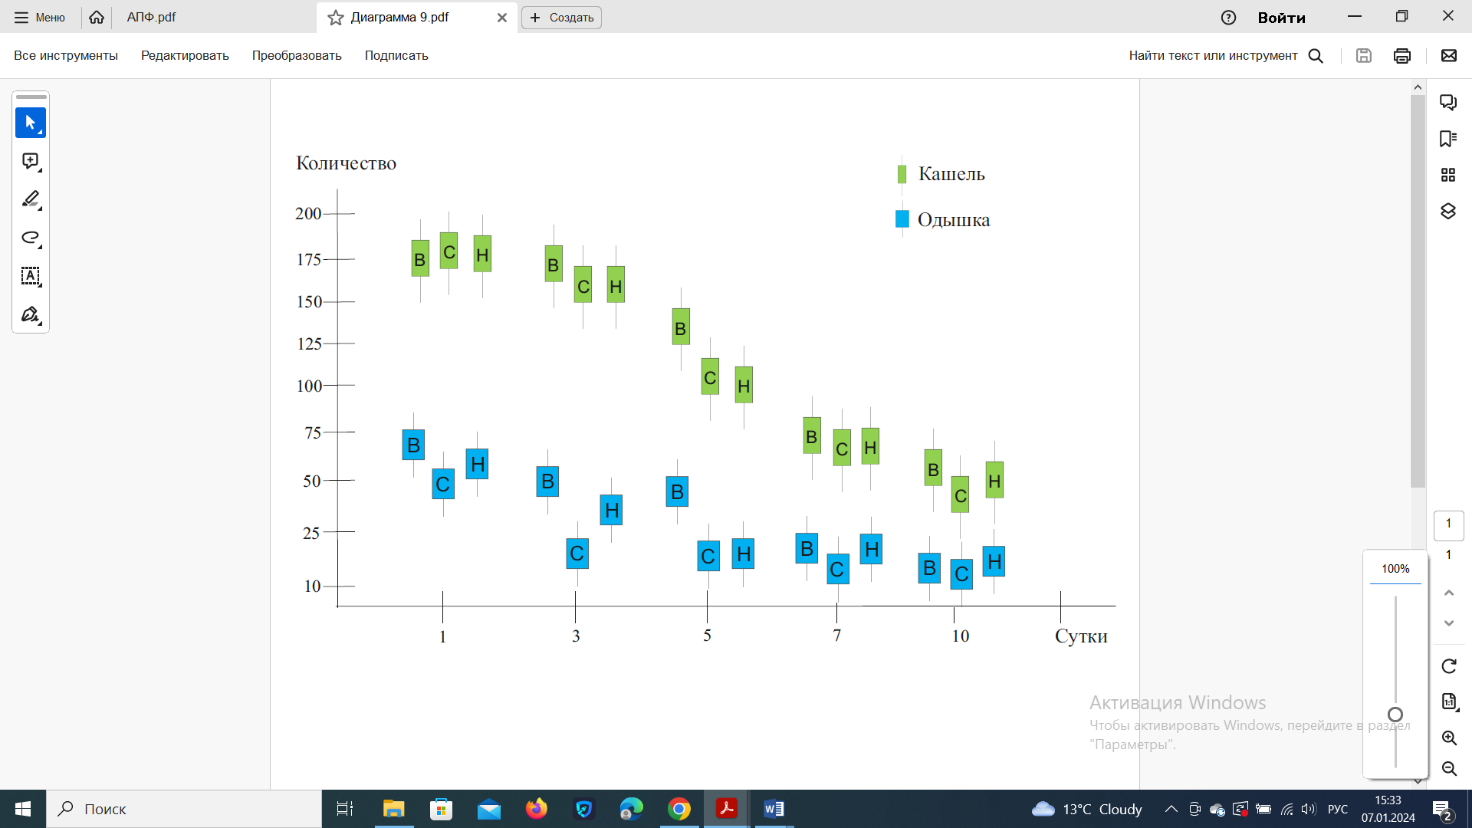 Меню
АПФ.pdf
Диаграмма 9.pdf
Создать
Войти
Все инструменты
Редактировать
Преобразовать
Подписать
Найти текст или инструмент
Количество
Кашель
Одышка
200
175
150
125
100
75
50
25
10
В С Н В С Н В С Н В С Н В С Н
В С Н В С Н В С Н В С Н В С Н
1 3 5 7 10 Сутки
1
1
100%
Активация Windows
Чтобы активировать Windows, перейдите в раздел
"Параметры".
Поиск
13°C Cloudy
РУС
15:33
07.01.2024
2